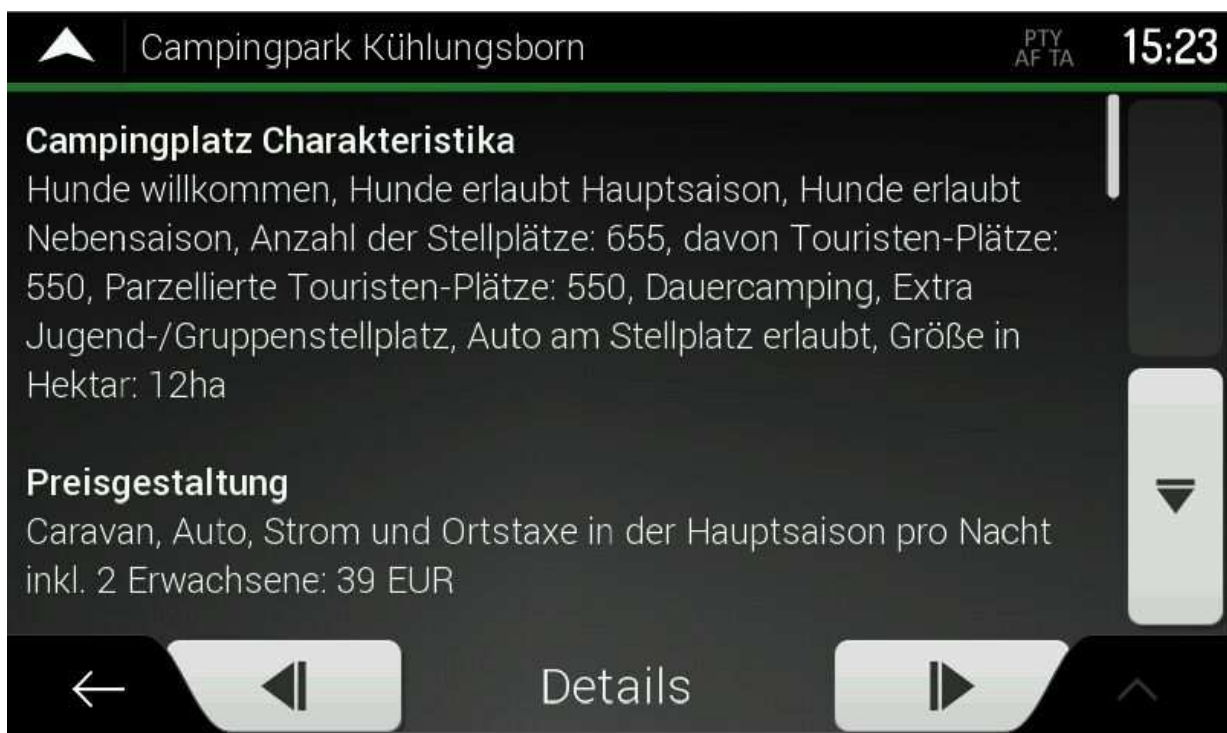 Campingpark Kühlungsborn
PTY
AF TA
15:23
Campingplatz Charakteristika
Hunde willkommen, Hunde erlaubt Hauptsaison, Hunde erlaubt
Nebensaison, Anzahl der Stellplätze: 655, davon Touristen-Plätze:
550, Parzellierte Touristen-Plätze: 550, Dauercamping, Extra
Jugend-/Gruppenstellplatz, Auto am Stellplatz erlaubt, Größe in
Hektar: 12ha
Preisgestaltung
Caravan, Auto, Strom und Ortstaxe in der Hauptsaison pro Nacht
inkl. 2 Erwachsene: 39 EUR
Details